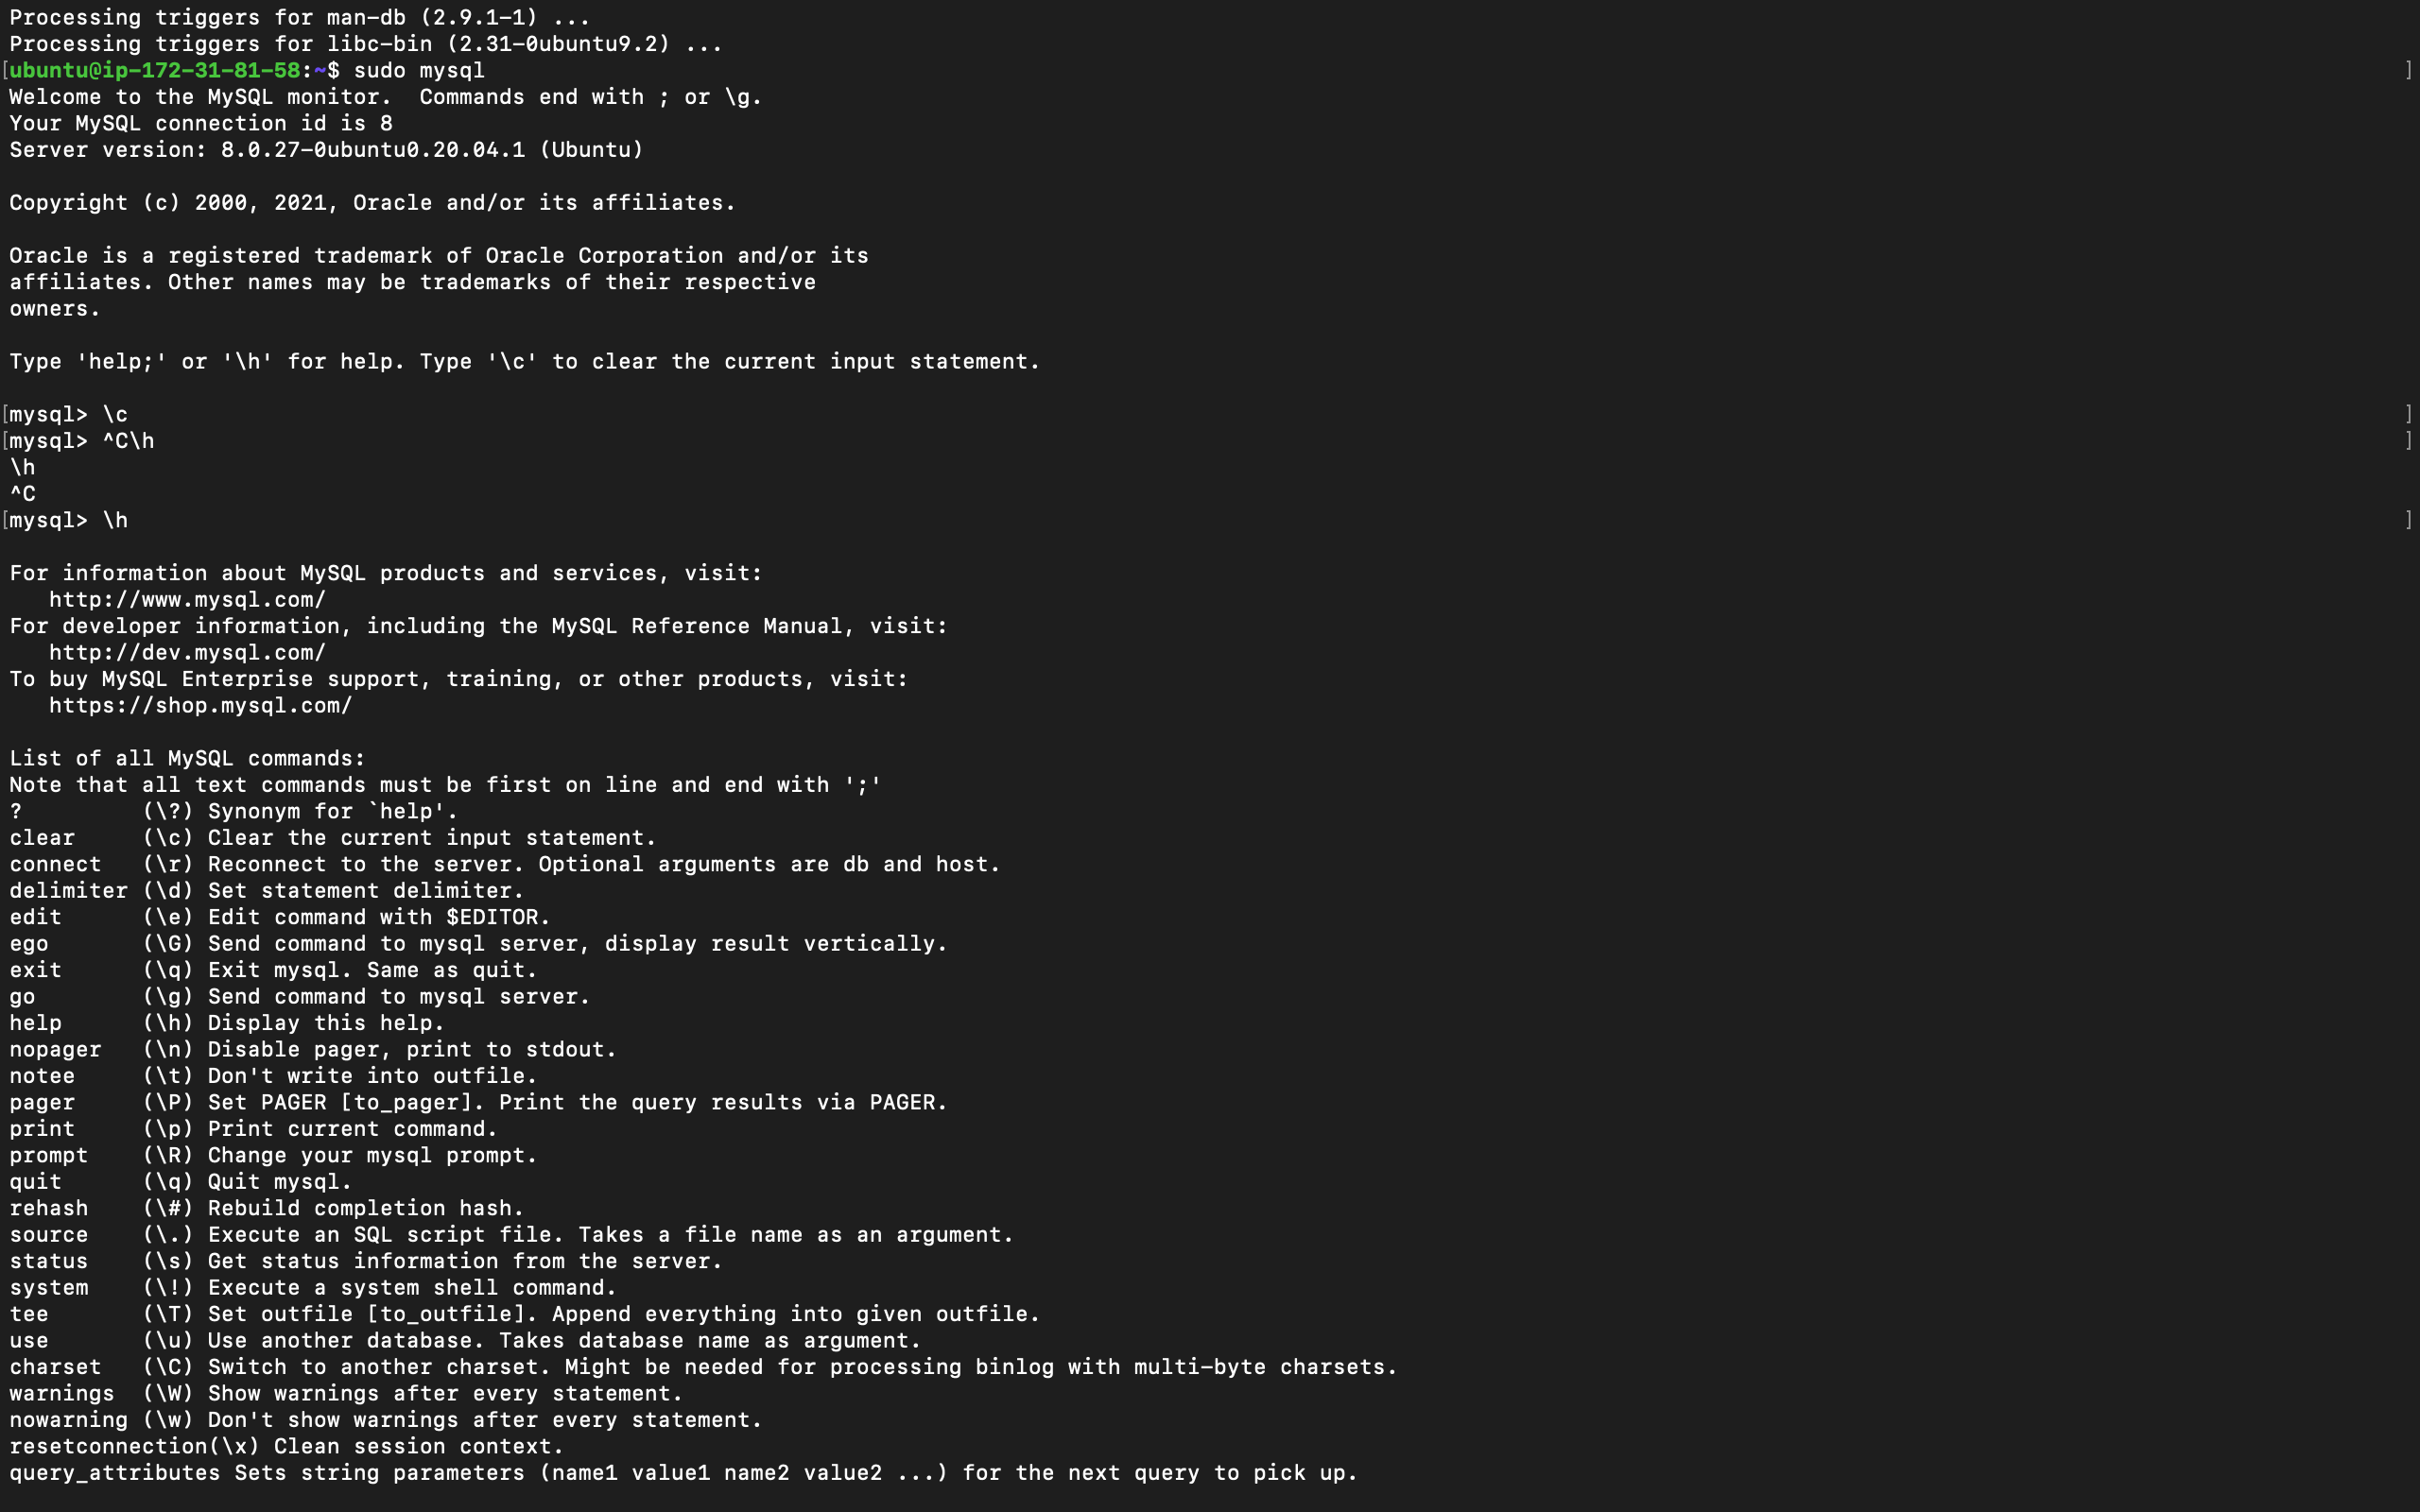 Processing triggers for man-db (2.9.1-1) ...
Processing triggers for libc-bin (2.31-0ubuntu9.2) ...
[ubuntu@ip-172-31-81-58:~$ sudo mysql ]
Welcome to the MySQL monitor.  Commands end with ; or \g.
Your MySQL connection id is 8
Server version: 8.0.27-0ubuntu0.20.04.1 (Ubuntu)

Copyright (c) 2000, 2021, Oracle and/or its affiliates.

Oracle is a registered trademark of Oracle Corporation and/or its
affiliates. Other names may be trademarks of their respective
owners.

Type 'help;' or '\h' for help. Type '\c' to clear the current input statement.

[mysql> \c ]
[mysql> ^C\h ]
\h
^C
[mysql> \h ]

For information about MySQL products and services, visit:
   http://www.mysql.com/
For developer information, including the MySQL Reference Manual, visit:
   http://dev.mysql.com/
To buy MySQL Enterprise support, training, or other products, visit:
   https://shop.mysql.com/

List of all MySQL commands:
Note that all text commands must be first on line and end with ';'
?         (\?) Synonym for `help'.
clear     (\c) Clear the current input statement.
connect   (\r) Reconnect to the server. Optional arguments are db and host.
delimiter (\d) Set statement delimiter.
edit      (\e) Edit command with $EDITOR.
ego       (\G) Send command to mysql server, display result vertically.
exit      (\q) Exit mysql. Same as quit.
go        (\g) Send command to mysql server.
help      (\h) Display this help.
nopager   (\n) Disable pager, print to stdout.
notee     (\t) Don't write into outfile.
pager     (\P) Set PAGER [to_pager]. Print the query results via PAGER.
print     (\p) Print current command.
prompt    (\R) Change your mysql prompt.
quit      (\q) Quit mysql.
rehash    (\#) Rebuild completion hash.
source    (\.) Execute an SQL script file. Takes a file name as an argument.
status    (\s) Get status information from the server.
system    (\!) Execute a system shell command.
tee       (\T) Set outfile [to_outfile]. Append everything into given outfile.
use       (\u) Use another database. Takes database name as argument.
charset   (\C) Switch to another charset. Might be needed for processing binlog with multi-byte charsets.
warnings  (\W) Show warnings after every statement.
nowarning (\w) Don't show warnings after every statement.
resetconnection(\x) Clean session context.
query_attributes Sets string parameters (name1 value1 name2 value2 ...) for the next query to pick up.